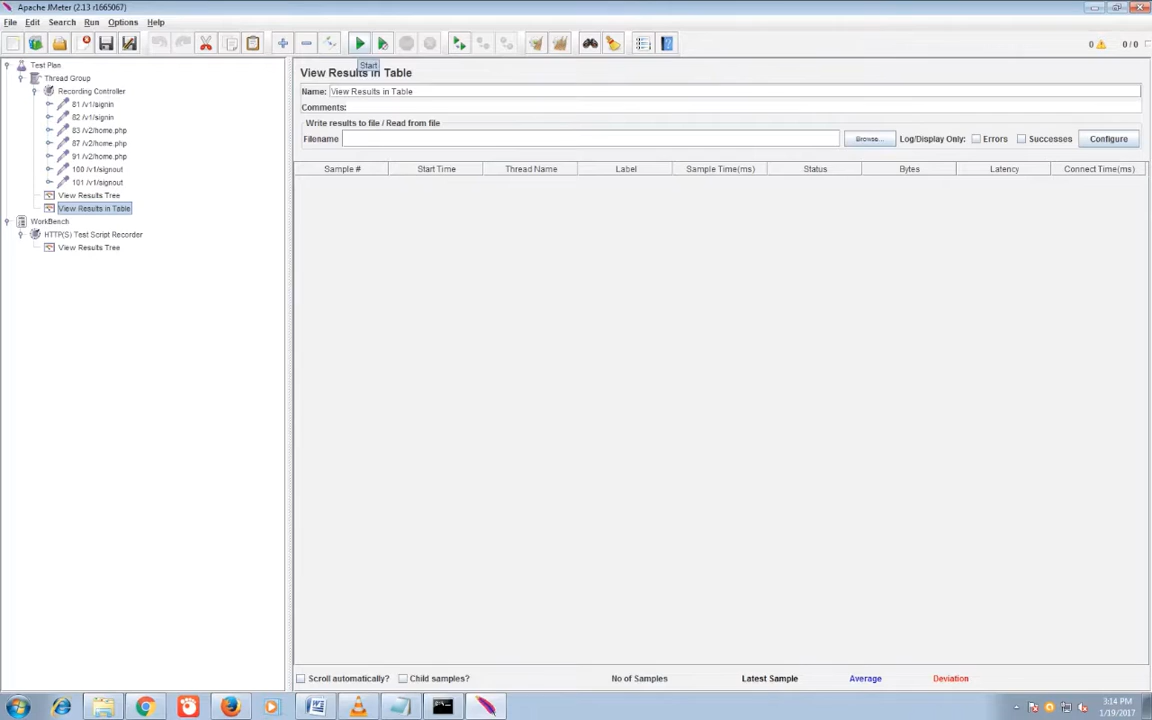 Apache JMeter (2.13 r1665067)
File Edit Search Run Options Help
0 0 / 0
Start
Test Plan
Thread Group
Recording Controller
81 /v1/signin
82 /v1/signin
83 /v2/home.php
87 /v2/home.php
91 /v2/home.php
100 /v1/signout
101 /v1/signout
View Results Tree
View Results in Table
WorkBench
HTTP(S) Test Script Recorder
View Results Tree
View Results in Table
Name: View Results in Table
Comments:
Write results to file / Read from file
Filename Browse... Log/Display Only: Errors Successes Configure
Sample # Start Time Thread Name Label Sample Time(ms) Status Bytes Latency Connect Time(ms)
Scroll automatically? Child samples? No of Samples Latest Sample Average Deviation
3:14 PM
1/19/2017